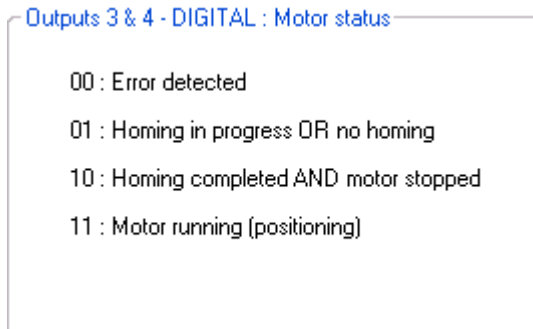 Outputs 3 & 4 - DIGITAL : Motor status
00 : Error detected
01 : Homing in progress OR no homing
10 : Homing completed AND motor stopped
11 : Motor running (positioning)